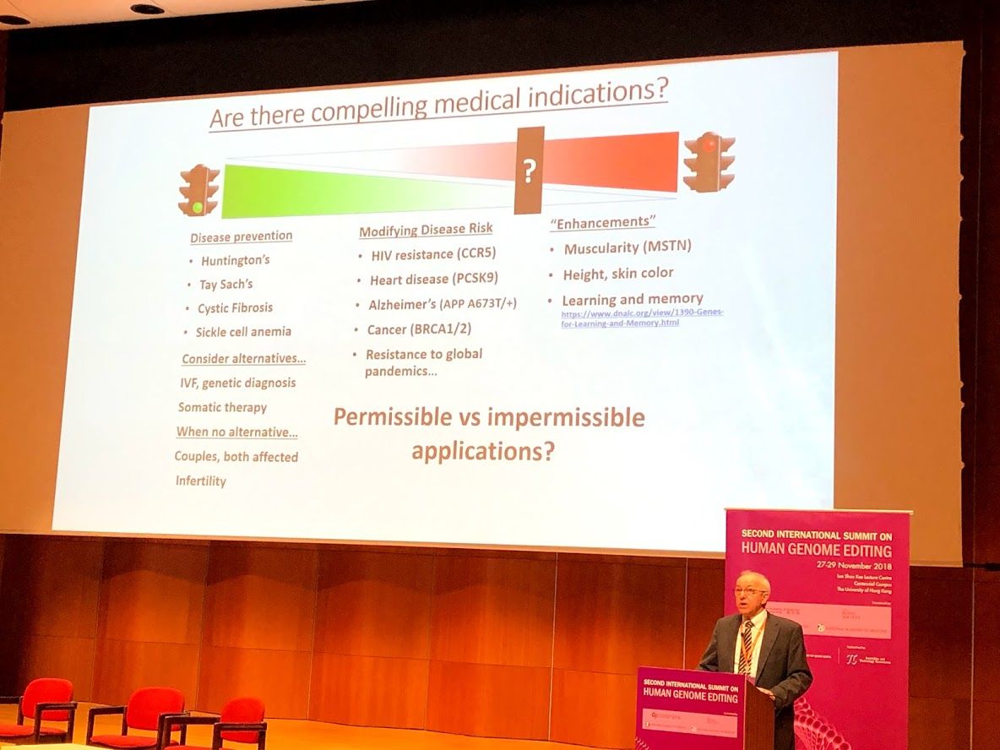 Are there compelling medical indications?
?
Disease prevention
• Huntington's
• Tay Sach's
• Cystic Fibrosis
• Sickle cell anemia
Consider alternatives...
IVF, genetic diagnosis
Somatic therapy
When no alternative...
Couples, both affected
Infertility
Modifying Disease Risk
• HIV resistance (CCR5)
• Heart disease (PCSK9)
• Alzheimer's (APP A673T/+)
• Cancer (BRCA1/2)
• Resistance to global
pandemics...
"Enhancements"
• Muscularity (MSTN)
• Height, skin color
• Learning and memory
https://www.dnalc.org/view/1390-Genes-
for-Learning-and-Memory.html
Permissible vs impermissible
applications?
SECOND INTERNATIONAL SUMMIT ON
HUMAN GENOME EDITING
27-29 November 2018
Lee Shau Kee Lecture Centre
Centennial Campus
The University of Hong Kong
NATIONAL ACADEMY OF MEDICINE
SECOND INTERNATIONAL SUMMIT ON
HUMAN GENOME EDITING